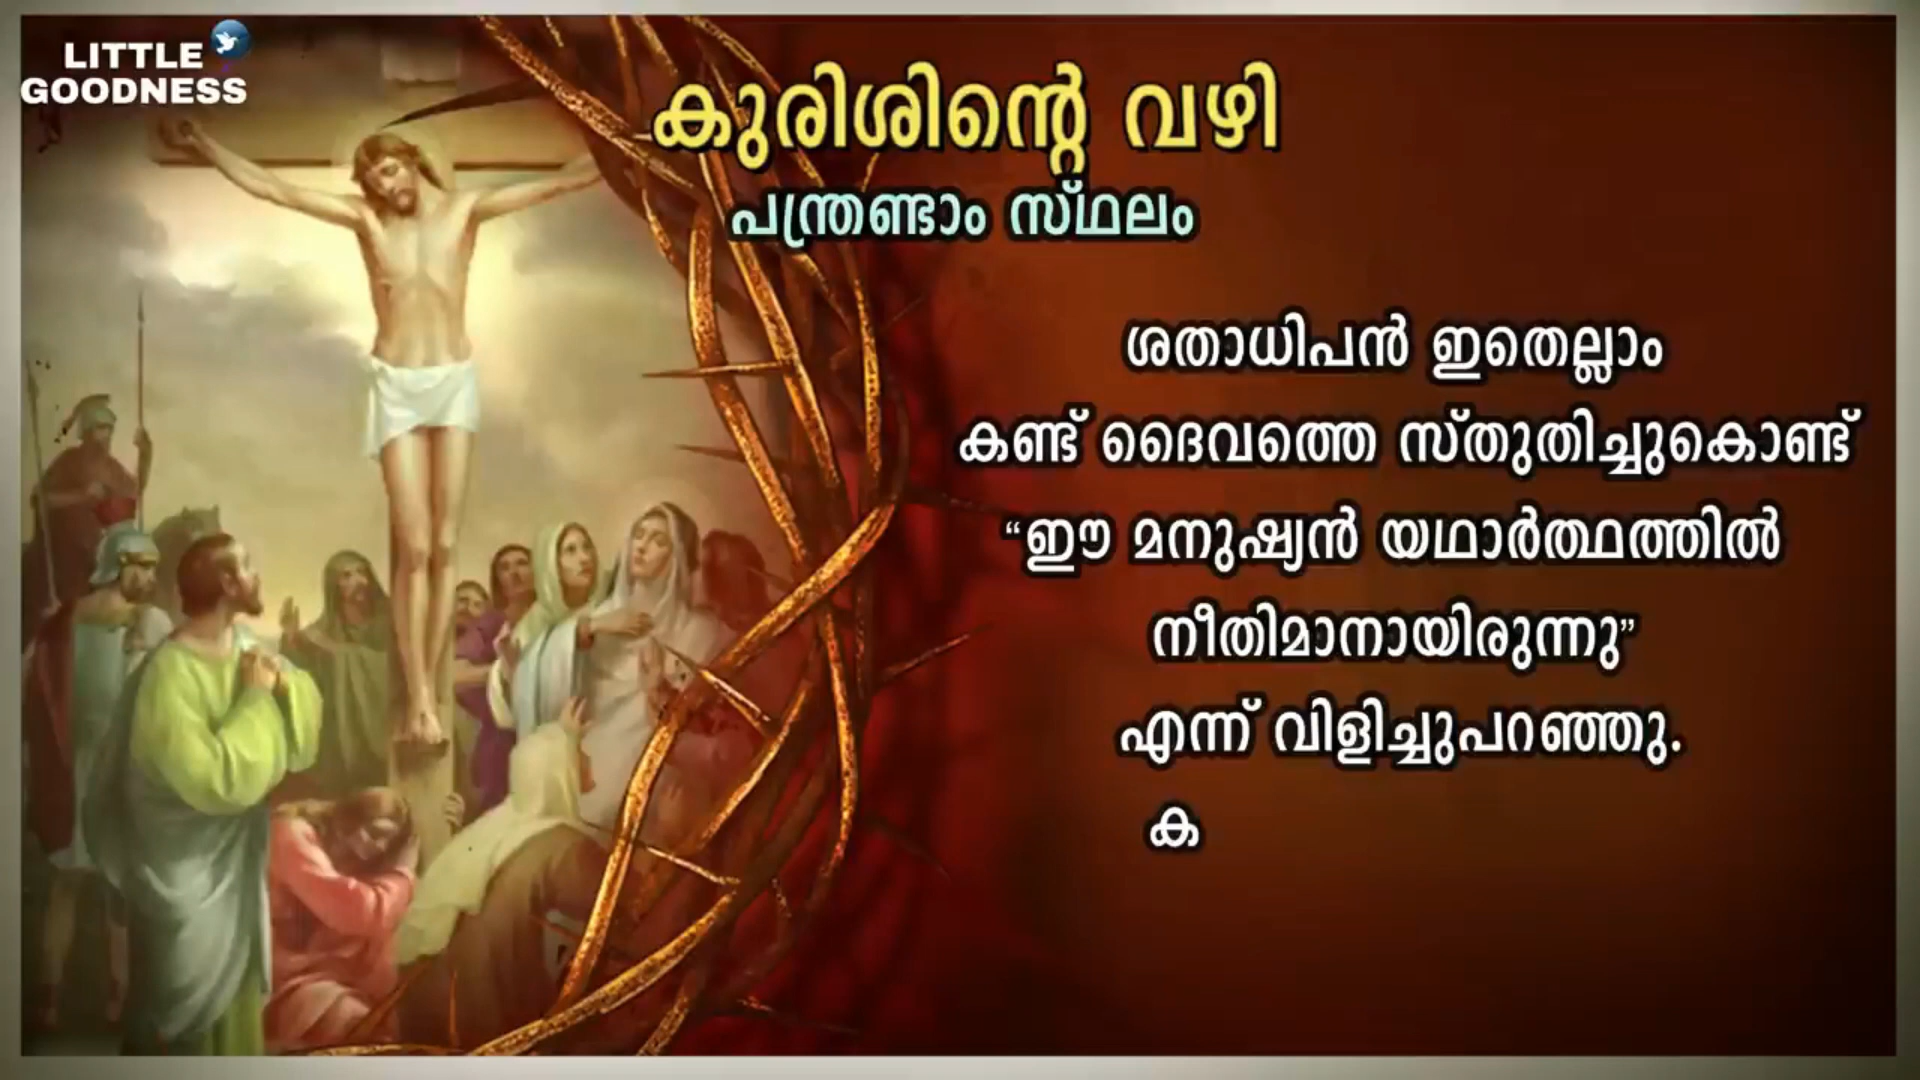 LITTLE
GOODNESS
കുരിശിന്റെ വഴി
പന്ത്രണ്ടാം സ്ഥലം
ശതാധിപൻ ഇതെല്ലാം
കണ്ട് ദൈവത്തെ സ്തുതിച്ചുകൊണ്ട്
“ഈ മനുഷ്യൻ യഥാർത്ഥത്തിൽ
നീതിമാനായിരുന്നു”
എന്ന് വിളിച്ചുപറഞ്ഞു.
ക